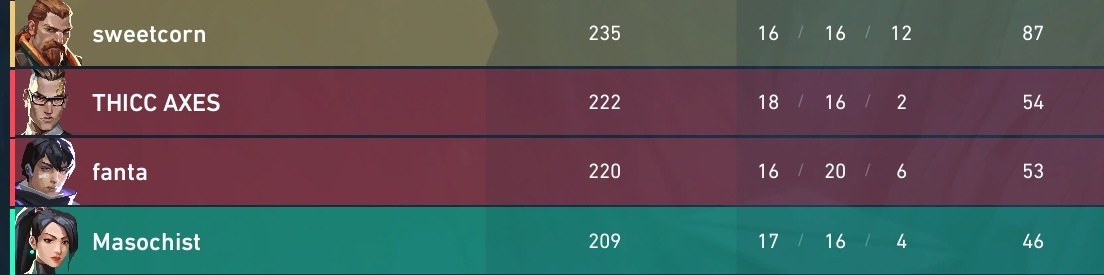 sweetcorn 235 16 / 16 / 12 87
THICC AXES 222 18 / 16 / 2 54
fanta 220 16 / 20 / 6 53
Masochist 209 17 / 16 / 4 46